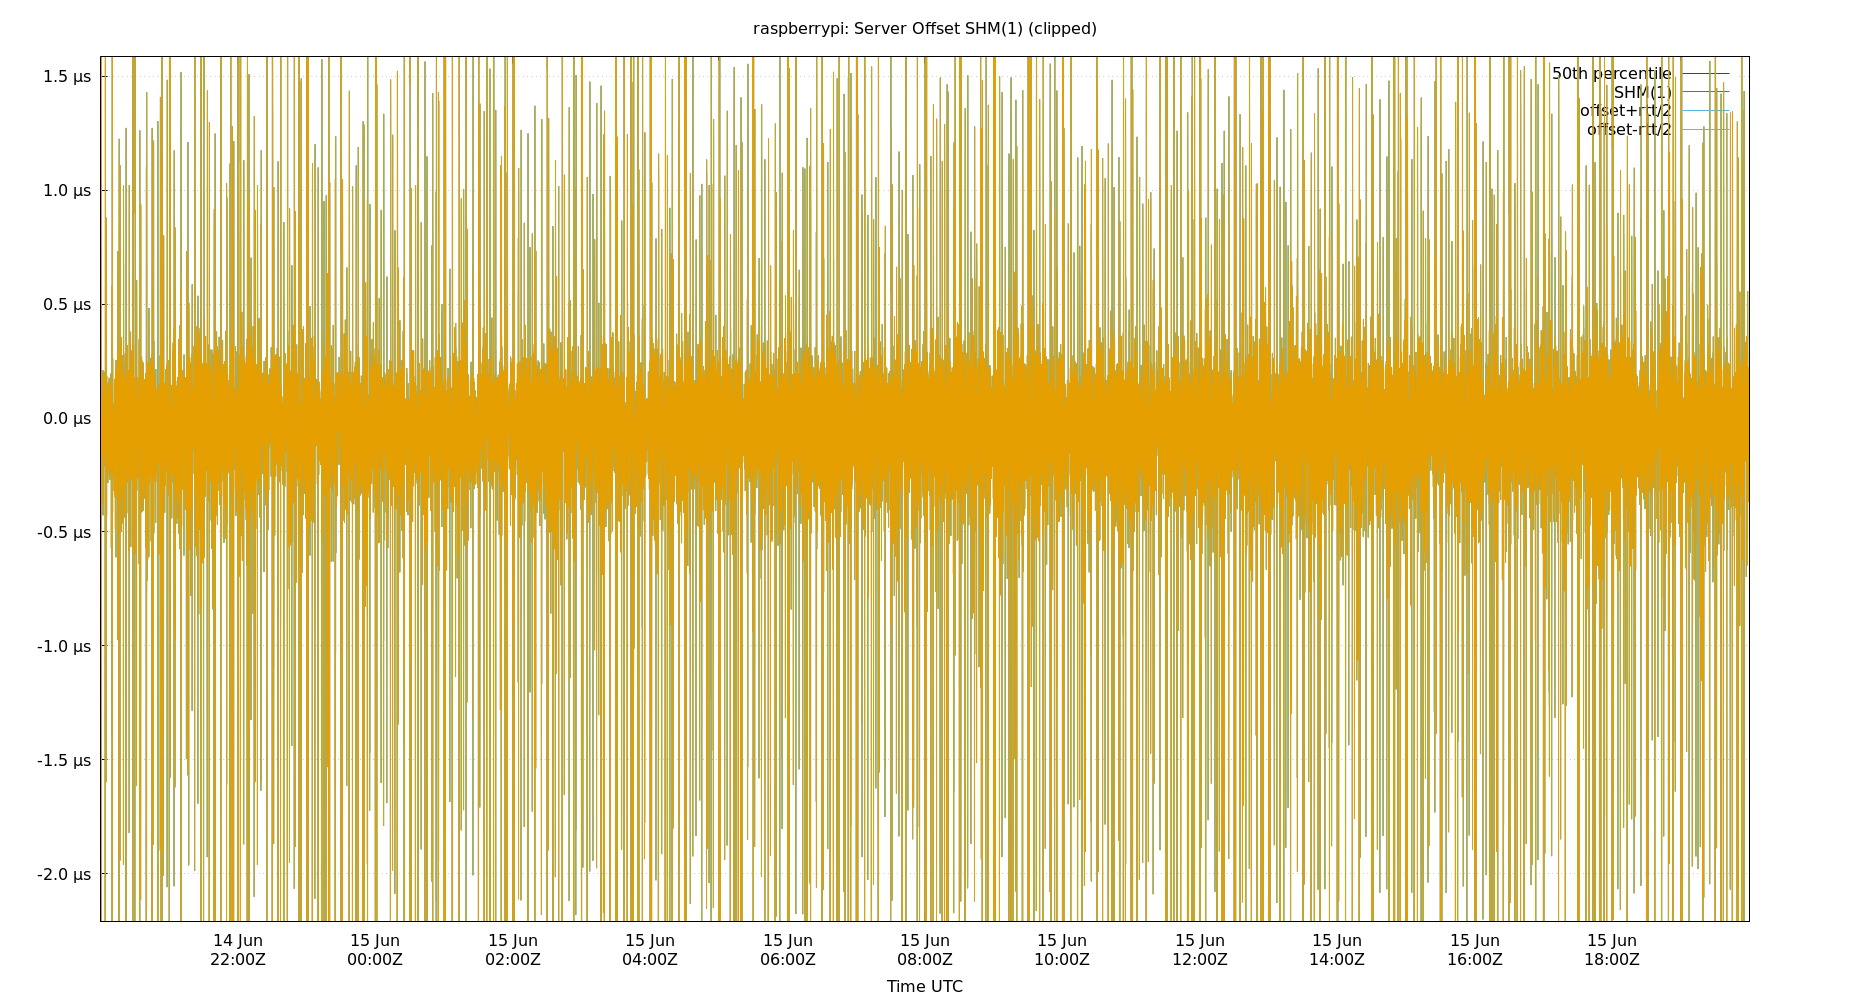 raspberrypi: Server Offset SHM(1) (clipped)
50th percentile
SHM(1)
offset+rtt/2
offset-rtt/2
1.5 µs
1.0 µs
0.5 µs
0.0 µs
-0.5 µs
-1.0 µs
-1.5 µs
-2.0 µs
14 Jun 15 Jun 15 Jun 15 Jun 15 Jun 15 Jun 15 Jun 15 Jun 15 Jun 15 Jun 15 Jun
22:00Z 00:00Z 02:00Z 04:00Z 06:00Z 08:00Z 10:00Z 12:00Z 14:00Z 16:00Z 18:00Z
Time UTC